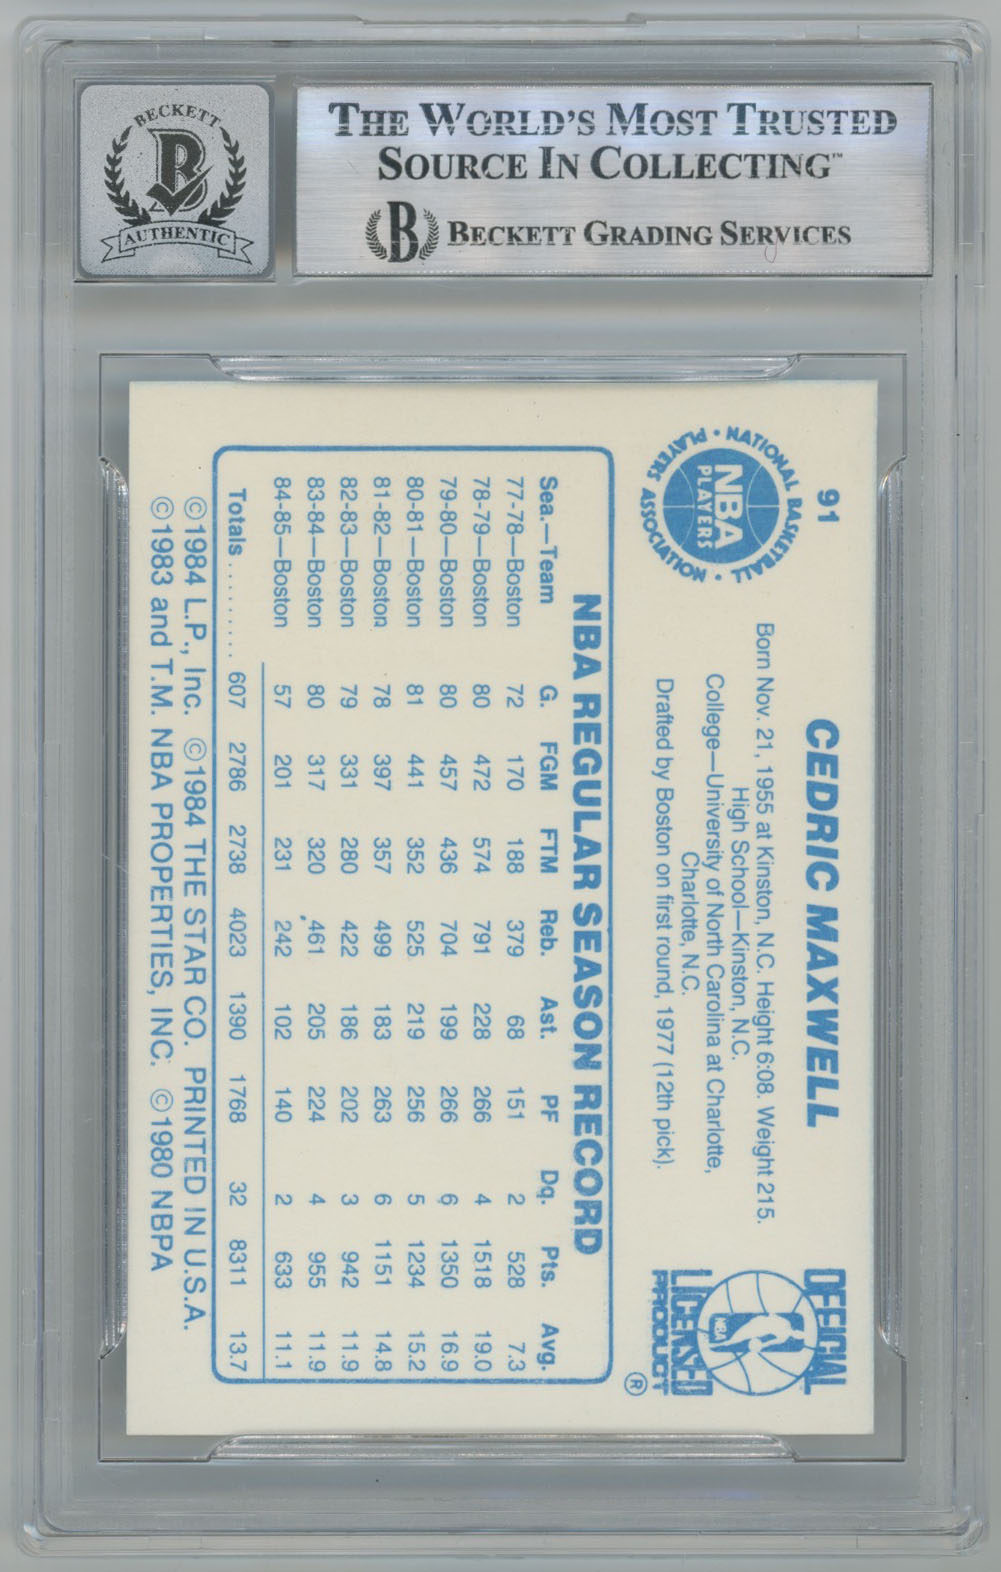 BECKETT
AUTHENTIC
THE WORLD'S MOST TRUSTED
SOURCE IN COLLECTING™
B BECKETT GRADING SERVICES
91
CEDRIC MAXWELL
NATIONAL BASKETBALL PLAYERS ASSOCIATION
NBA
PLAYERS
Born Nov. 21, 1955 at Kinston, N.C. Height 6:08. Weight 215.
High School—Kinston, N.C.
College—University of North Carolina at Charlotte,
Charlotte, N.C.
Drafted by Boston on first round, 1977 (12th pick).
OFFICIAL
NBA
LICENSED
PRODUCT
®
NBA REGULAR SEASON RECORD
Sea.—Team G. FGM FTM Reb. Ast. PF Dq. Pts. Avg.
77-78—Boston 72 170 188 379 68 151 2 528 7.3
78-79—Boston 80 472 574 791 228 266 4 1518 19.0
79-80—Boston 80 457 436 704 199 266 6 1350 16.9
80-81—Boston 81 441 352 525 219 256 5 1234 15.2
81-82—Boston 78 397 357 499 183 263 6 1151 14.8
82-83—Boston 79 331 280 422 186 202 3 942 11.9
83-84—Boston 80 317 320 461 205 224 4 955 11.9
84-85—Boston 57 201 231 242 102 140 2 633 11.1
Totals ........ 607 2786 2738 4023 1390 1768 32 8311 13.7
©1984 L.P., Inc. ©1984 THE STAR CO. PRINTED IN U.S.A.
©1983 and T.M. NBA PROPERTIES, INC. ©1980 NBPA